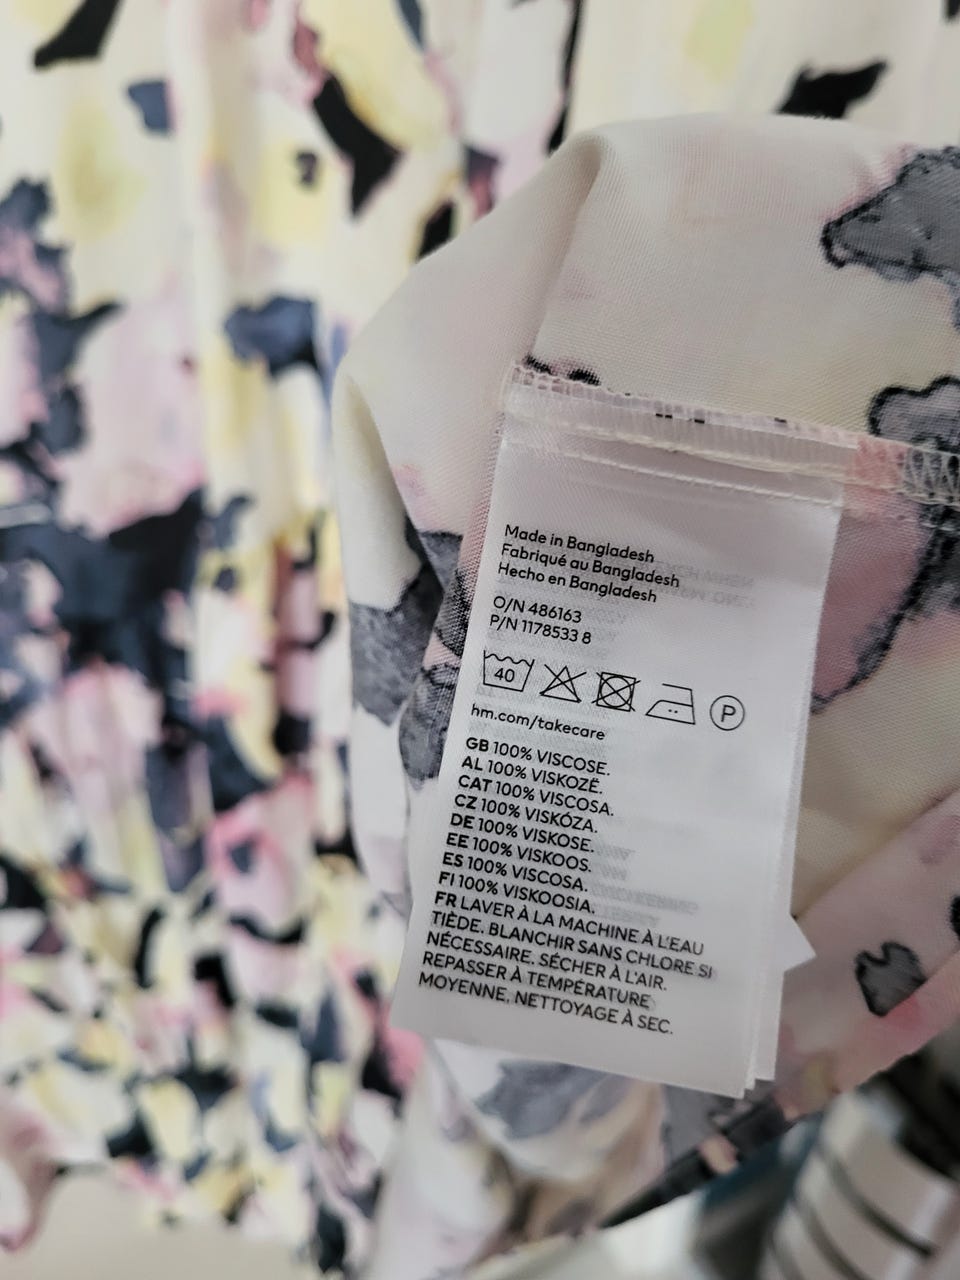 Made in Bangladesh
Fabriqué au Bangladesh
Hecho en Bangladesh
O/N 486163
P/N 1178533 8
40
P
hm.com/takecare
GB 100% VISCOSE.
AL 100% VISKOZË.
CAT 100% VISCOSA.
CZ 100% VISKÓZA.
DE 100% VISKOSE.
EE 100% VISKOOS.
ES 100% VISCOSA.
FI 100% VISKOOSIA.
FR LAVER À LA MACHINE À L'EAU
TIÈDE. BLANCHIR SANS CHLORE SI
NÉCESSAIRE. SÉCHER À L'AIR.
REPASSER À TEMPÉRATURE
MOYENNE. NETTOYAGE À SEC.